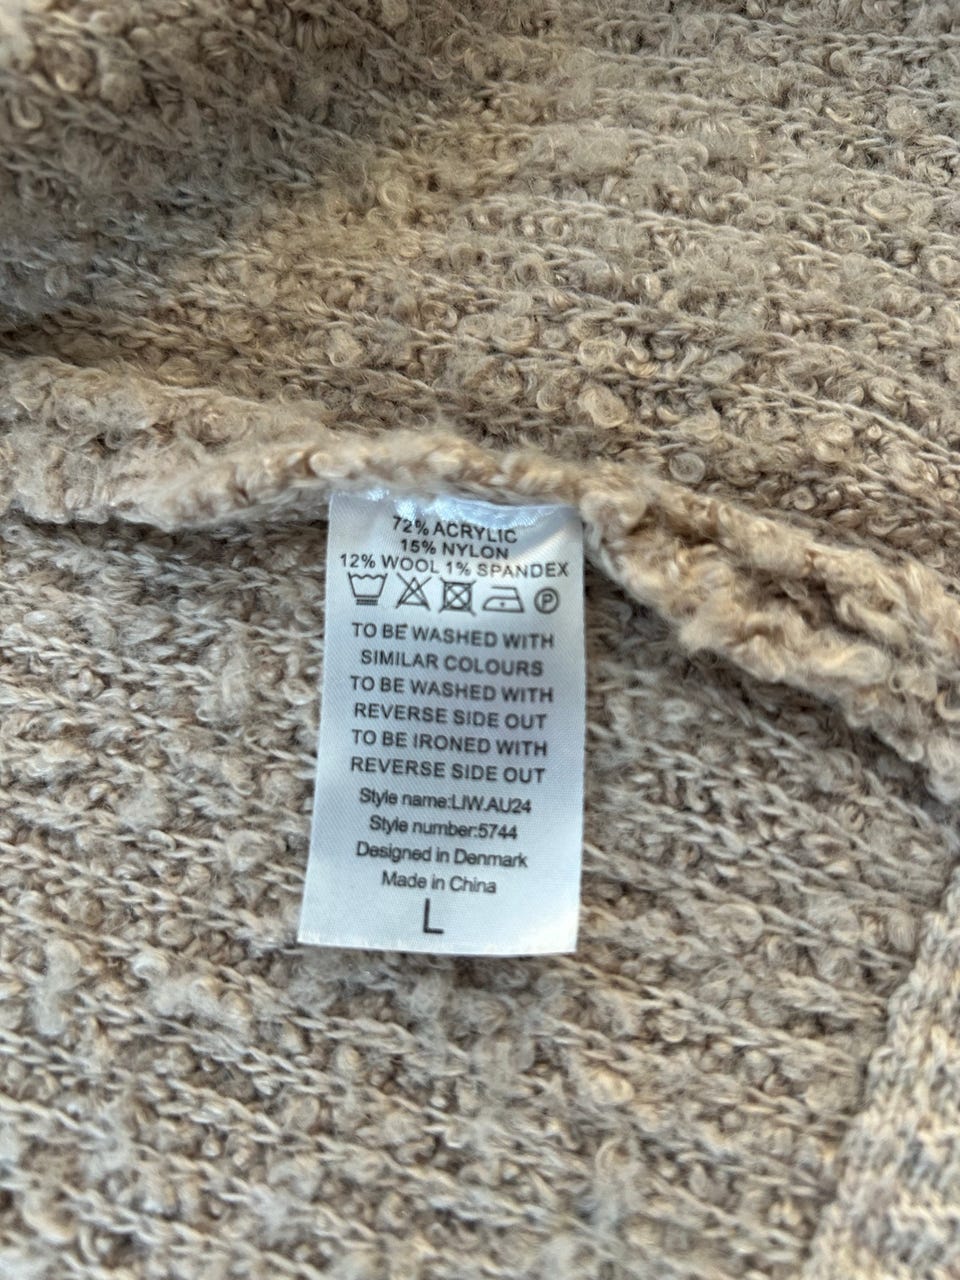 72% ACRYLIC
15% NYLON
12% WOOL 1% SPANDEX
P
TO BE WASHED WITH
SIMILAR COLOURS
TO BE WASHED WITH
REVERSE SIDE OUT
TO BE IRONED WITH
REVERSE SIDE OUT
Style name:LIW.AU24
Style number:5744
Designed in Denmark
Made in China
L